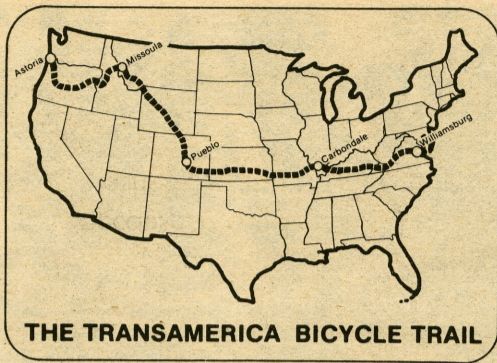 Astoria
Missoula
Pueblo
Carbondale
Williamsburg
THE TRANSAMERICA BICYCLE TRAIL